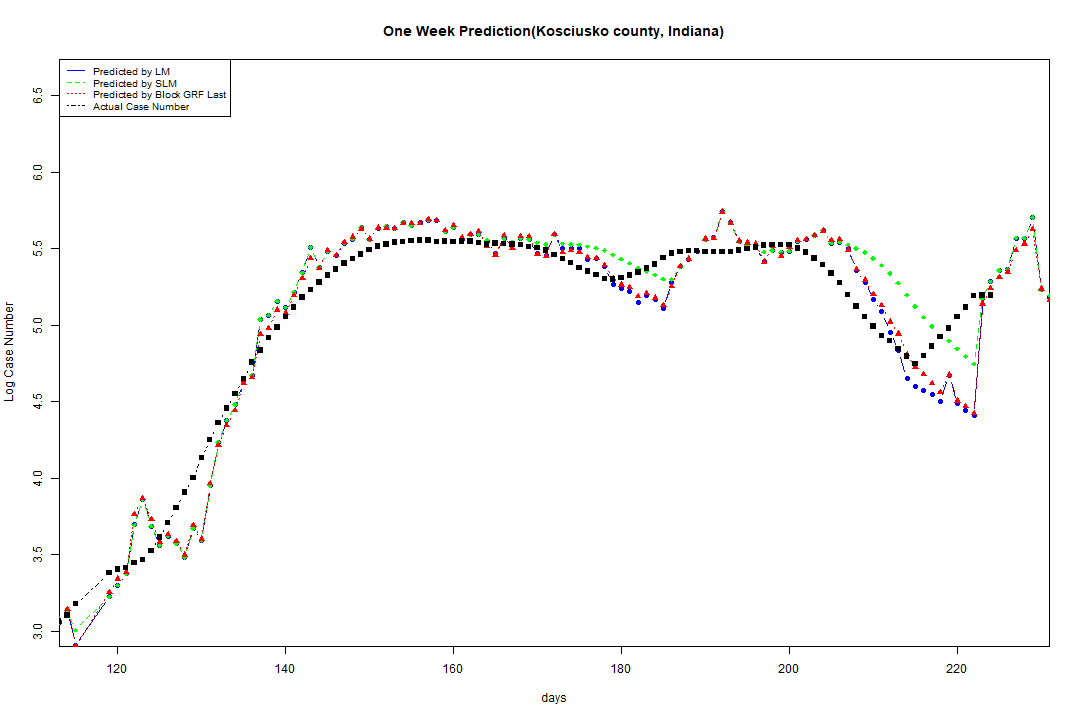 One Week Prediction(Kosciusko county, Indiana)
Predicted by LM
Predicted by SLM
Predicted by Block GRF Last
Actual Case Number
6.5
6.0
5.5
5.0
4.5
4.0
3.5
3.0
Log Case Number
120 140 160 180 200 220
days